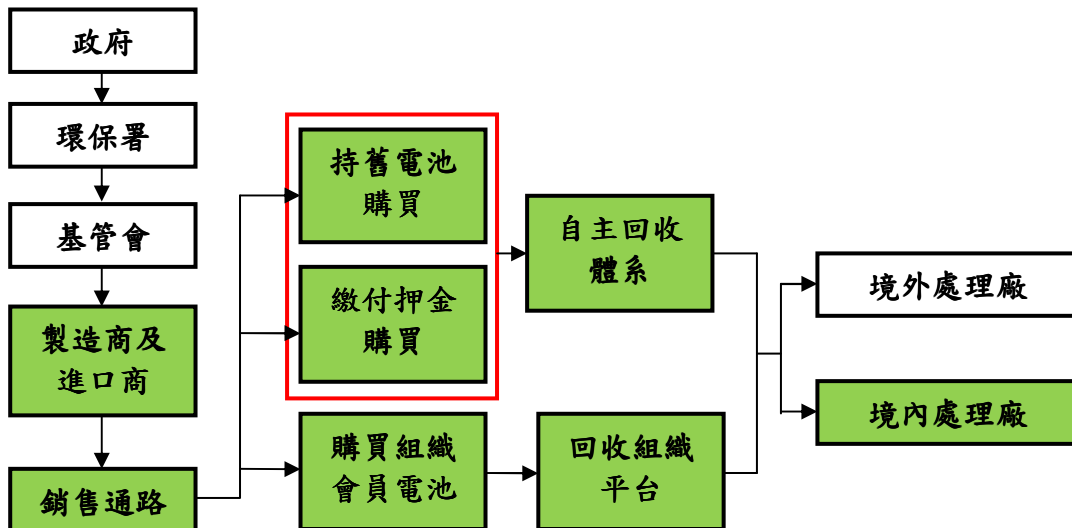 政府
環保署
基管會
製造商及
進口商
銷售通路
持舊電池
購買
繳付押金
購買
購買組織
會員電池
自主回收
體系
回收組織
平台
境外處理廠
境內處理廠